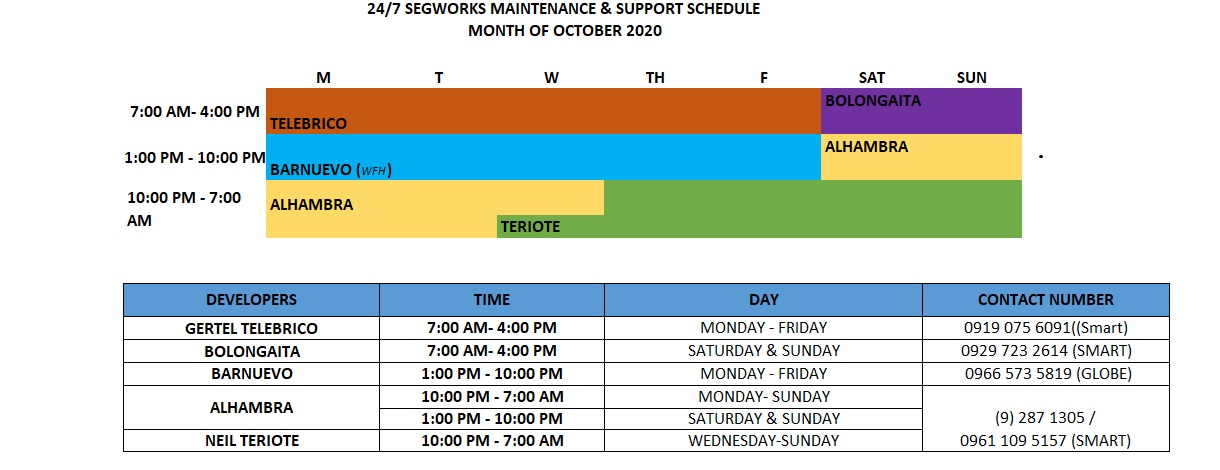 24/7 SEGWORKS MAINTENANCE & SUPPORT SCHEDULE
MONTH OF OCTOBER 2020
M T W TH F SAT SUN
7:00 AM- 4:00 PM
TELEBRICO
BOLONGAITA
1:00 PM - 10:00 PM
BARNUEVO (WFH)
ALHAMBRA
.
10:00 PM - 7:00
AM
ALHAMBRA
TERIOTE
DEVELOPERS TIME DAY CONTACT NUMBER
GERTEL TELEBRICO 7:00 AM- 4:00 PM MONDAY - FRIDAY 0919 075 6091((Smart)
BOLONGAITA 7:00 AM- 4:00 PM SATURDAY & SUNDAY 0929 723 2614 (SMART)
BARNUEVO 1:00 PM - 10:00 PM MONDAY - FRIDAY 0966 573 5819 (GLOBE)
ALHAMBRA 10:00 PM - 7:00 AM MONDAY- SUNDAY
1:00 PM - 10:00 PM SATURDAY & SUNDAY (9) 287 1305 /
NEIL TERIOTE 10:00 PM - 7:00 AM WEDNESDAY-SUNDAY 0961 109 5157 (SMART)